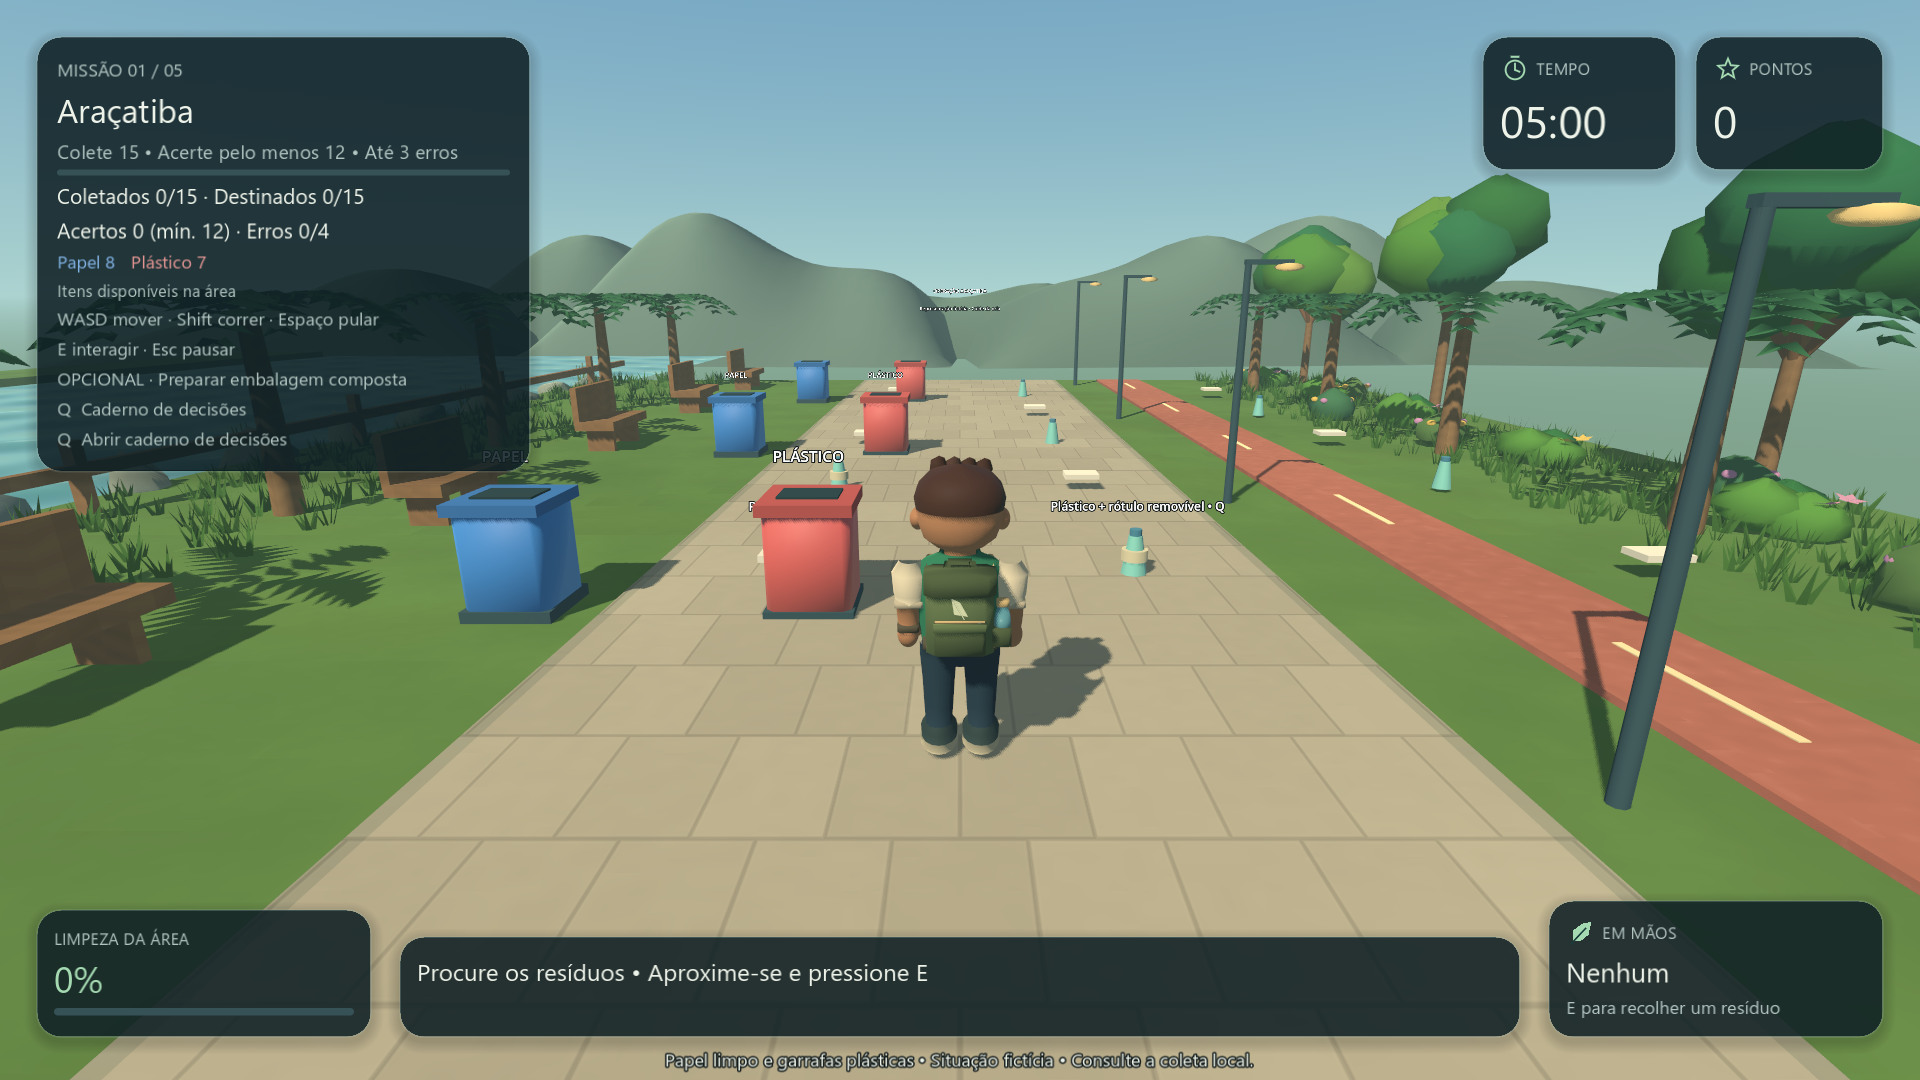 MISSÃO 01 / 05
Araçatiba
Colete 15 • Acerte pelo menos 12 • Até 3 erros
Coletados 0/15 · Destinados 0/15
Acertos 0 (mín. 12) · Erros 0/4
Papel 8 Plástico 7
Itens disponíveis na área
WASD mover · Shift correr · Espaço pular
E interagir · Esc pausar
OPCIONAL · Preparar embalagem composta
Q Caderno de decisões
Q Abrir caderno de decisões
TEMPO
05:00
PONTOS
0
PAPEL
PLÁSTICO
PAPEL
PLÁSTICO
Plástico + rótulo removível • Q
LIMPEZA DA ÁREA
0%
Procure os resíduos • Aproxime-se e pressione E
EM MÃOS
Nenhum
E para recolher um resíduo
Papel limpo e garrafas plásticas • Situação fictícia • Consulte a coleta local.